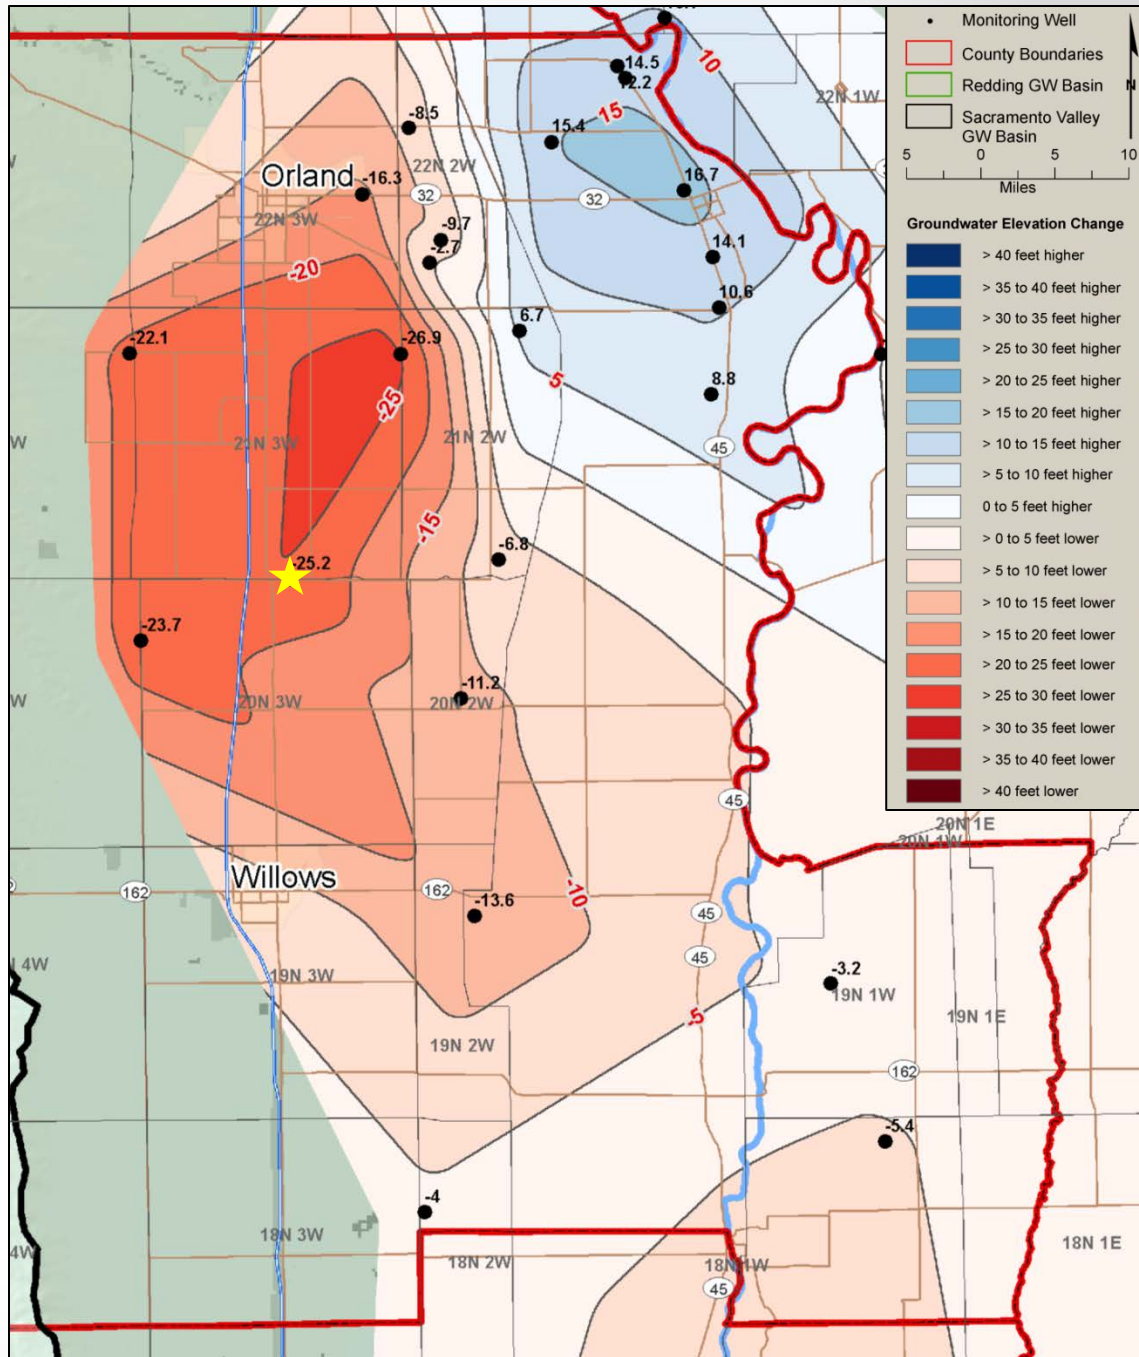 10
14.5
12.2
22N 1W
15
15.4
-8.5
22N 2W
Orland
-16.3
32
32
16.7
22N 3W
-9.7
-2.7
14.1
-20
10.6
6.7
-22.1
-26.9
5
8.8
-25
21N 3W
21N 2W
45
W
-15
-6.8
-25.2
-23.7
-11.2
W
20N 3W
20N 2W
45
20N 1E
20N 1W
Willows
162
162
-10
-13.6
45
45
4W
19N 3W
-3.2
19N 1W
19N 1E
-5
19N 2W
162
-5.4
-4
18N 3W
4W
18N 2W
18N 1W
18N 1E
45
Monitoring Well
County Boundaries
Redding GW Basin
N
Sacramento Valley
GW Basin
5 0 5 10
Miles
Groundwater Elevation Change
> 40 feet higher
> 35 to 40 feet higher
> 30 to 35 feet higher
> 25 to 30 feet higher
> 20 to 25 feet higher
> 15 to 20 feet higher
> 10 to 15 feet higher
> 5 to 10 feet higher
0 to 5 feet higher
> 0 to 5 feet lower
> 5 to 10 feet lower
> 10 to 15 feet lower
> 15 to 20 feet lower
> 20 to 25 feet lower
> 25 to 30 feet lower
> 30 to 35 feet lower
> 35 to 40 feet lower
> 40 feet lower